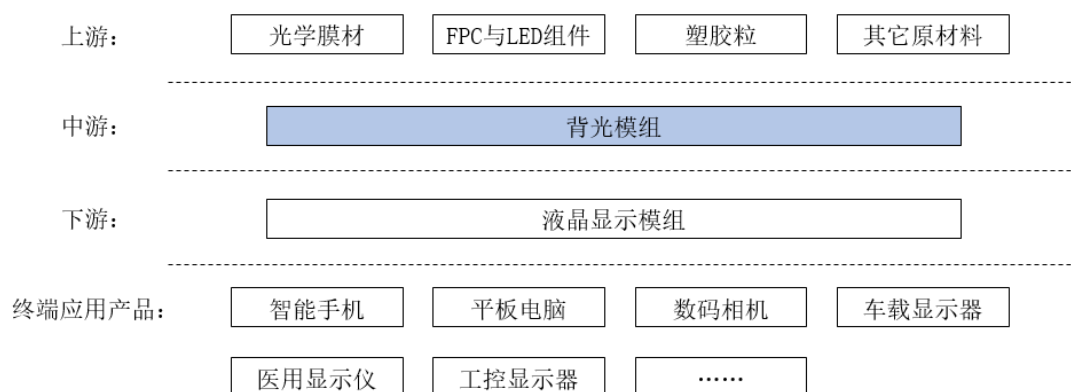 上游： 光学膜材 FPC与LED组件 塑胶粒 其它原材料
中游： 背光模组
下游： 液晶显示模组
终端应用产品： 智能手机 平板电脑 数码相机 车载显示器
医用显示仪 工控显示器 ……